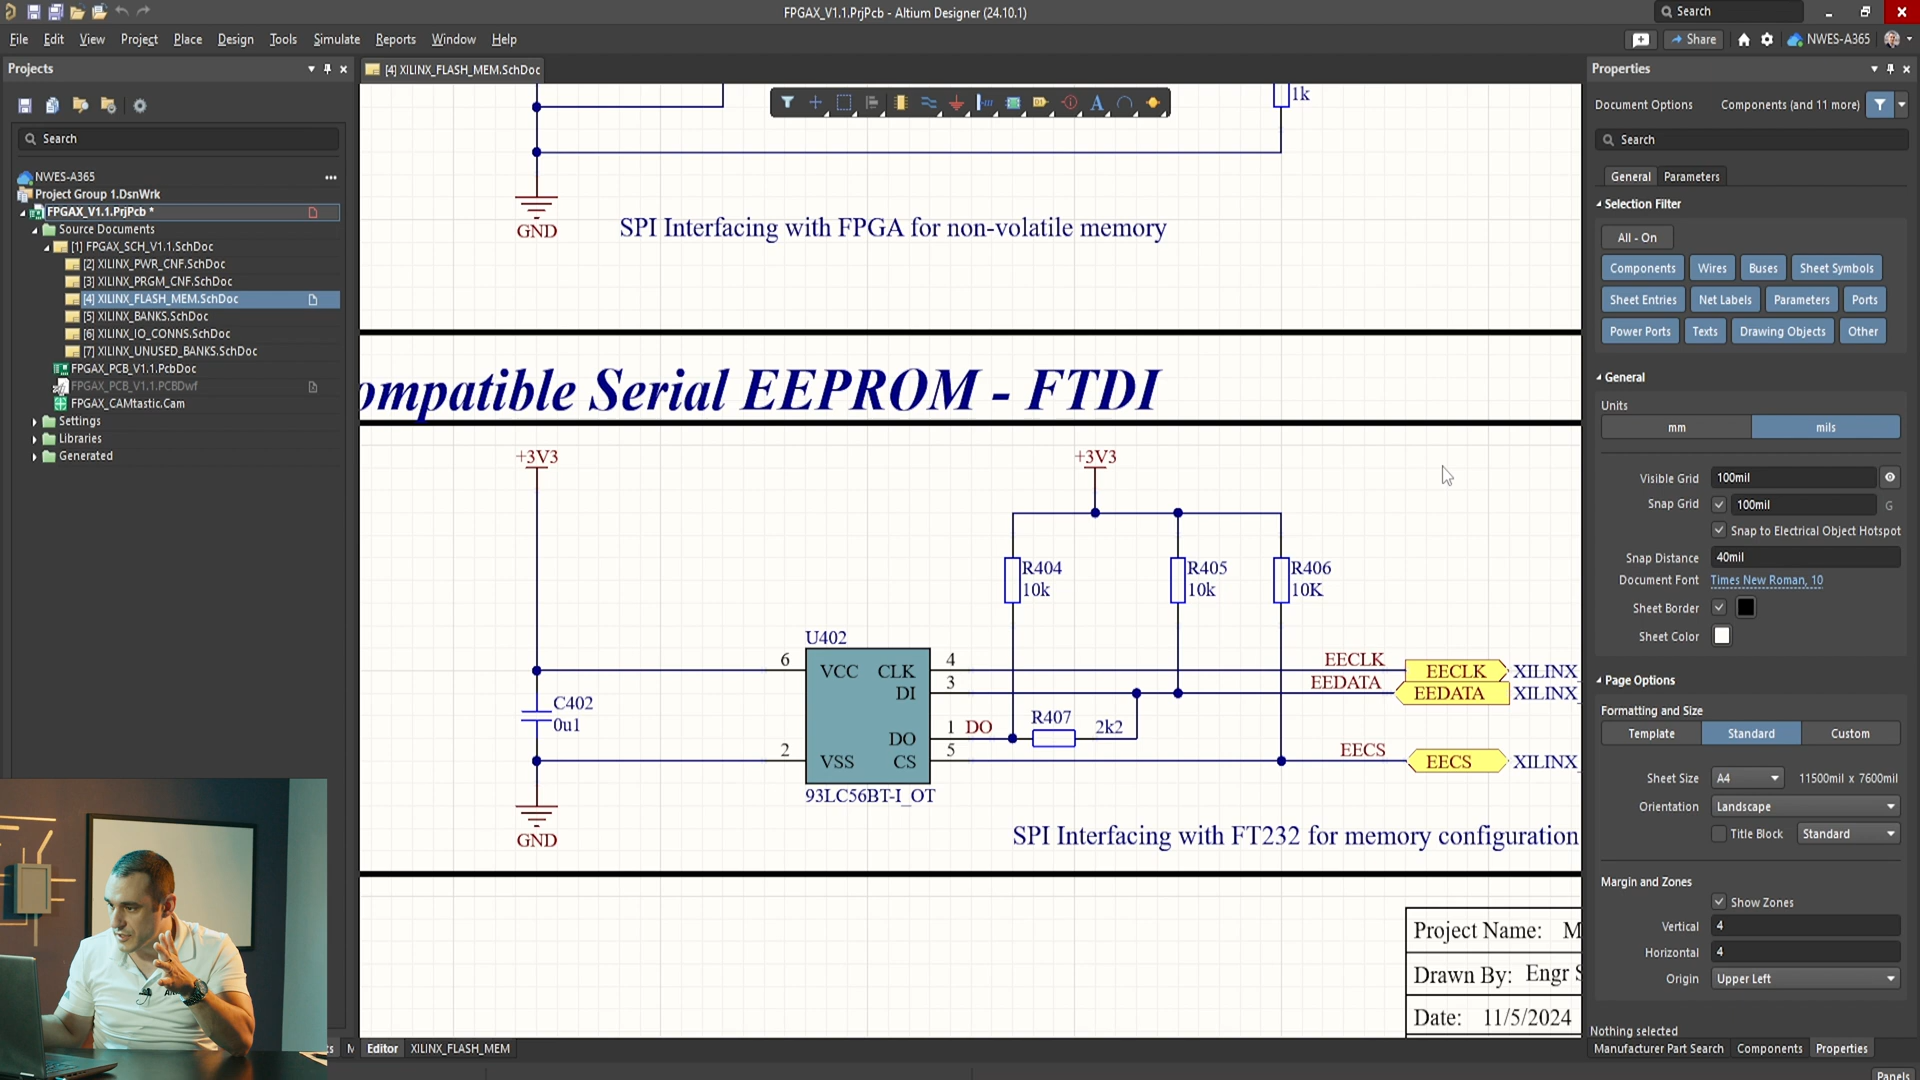 FPGAX_V1.1.PrjPcb - Altium Designer (24.10.1)
Search
File Edit View Project Place Design Tools Simulate Reports Window Help
Share
NWES-A365
Projects
Search
NWES-A365
Project Group 1.DsnWrk
FPGAX_V1.1.PrjPcb *
Source Documents
[1] FPGAX_SCH_V1.1.SchDoc
[2] XILINX_PWR_CNF.SchDoc
[3] XILINX_PRGM_CNF.SchDoc
[4] XILINX_FLASH_MEM.SchDoc
[5] XILINX_BANKS.SchDoc
[6] XILINX_IO_CONNS.SchDoc
[7] XILINX_UNUSED_BANKS.SchDoc
FPGAX_PCB_V1.1.PcbDoc
FPGAX_PCB_V1.1.PCBDwf
FPGAX_CAMtastic.Cam
Settings
Libraries
Generated
[4] XILINX_FLASH_MEM.SchDoc
1k
GND
SPI Interfacing with FPGA for non-volatile memory
ompatible Serial EEPROM - FTDI
+3V3
+3V3
R404
10k
R405
10k
R406
10K
U402
6 VCC CLK 4
DI 3
DO 1 DO
2 VSS CS 5
93LC56BT-I_OT
C402
0u1
R407 2k2
EECLK EECLK XILINX_
EEDATA EEDATA XILINX_
EECS EECS XILINX_
GND
SPI Interfacing with FT232 for memory configuration
Project Name: M
Drawn By: Engr S
Date: 11/5/2024
Editor XILINX_FLASH_MEM
Properties
Document Options Components (and 11 more)
Search
General Parameters
Selection Filter
All - On
Components Wires Buses Sheet Symbols
Sheet Entries Net Labels Parameters Ports
Power Ports Texts Drawing Objects Other
General
Units
mm mils
Visible Grid 100mil
Snap Grid 100mil G
Snap to Electrical Object Hotspot
Snap Distance 40mil
Document Font Times New Roman, 10
Sheet Border
Sheet Color
Page Options
Formatting and Size
Template Standard Custom
Sheet Size A4 11500mil x 7600mil
Orientation Landscape
Title Block Standard
Margin and Zones
Show Zones
Vertical 4
Horizontal 4
Origin Upper Left
Nothing selected
Manufacturer Part Search Components Properties
Panels